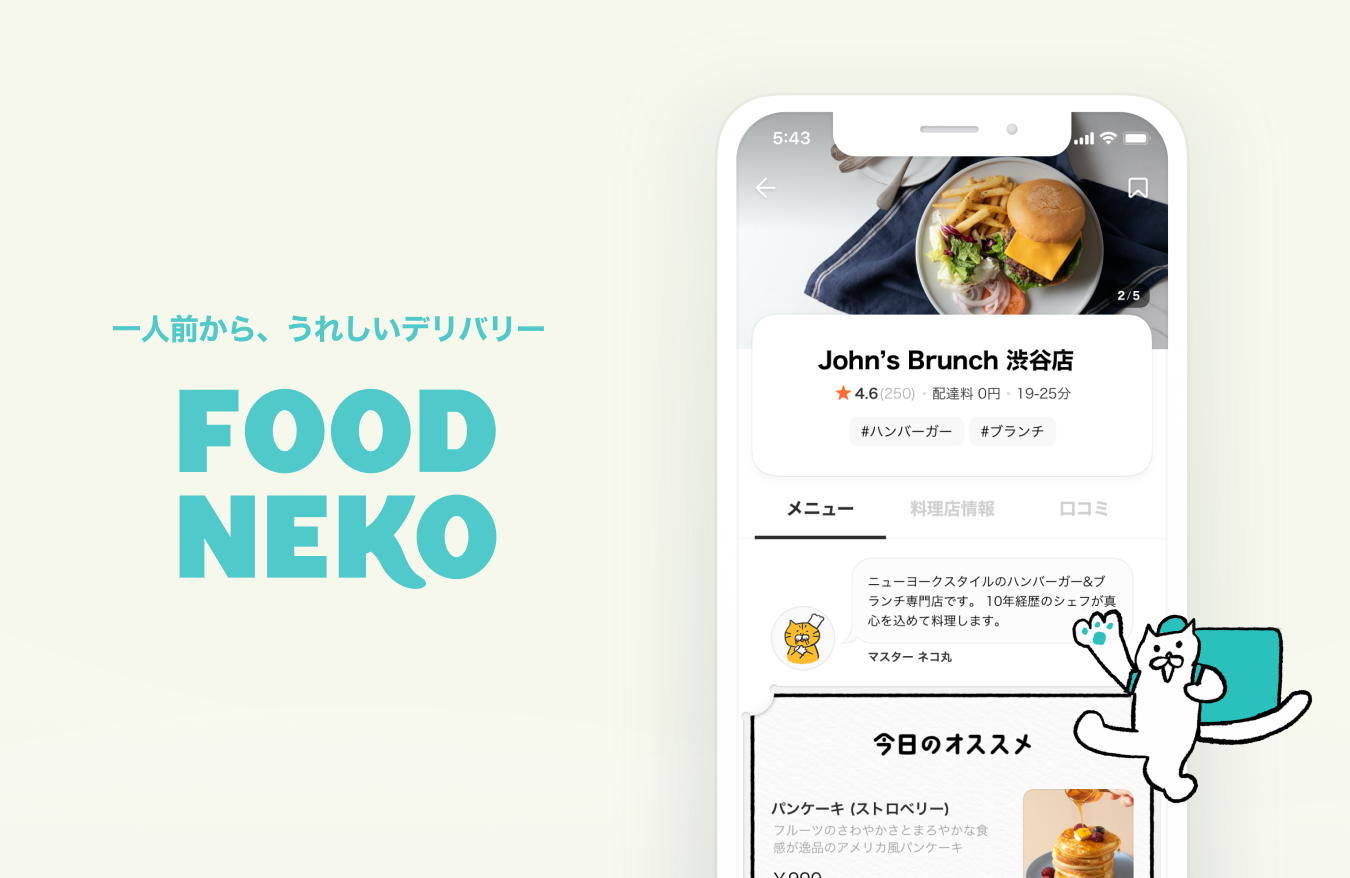 一人前から、うれしいデリバリー
FOOD
NEKO
5:43
2/5
John's Brunch 渋谷店
4.6(250) · 配達料 0円 · 19-25分
#ハンバーガー #ブランチ
メニュー 料理店情報 口コミ
ニューヨークスタイルのハンバーガー&ブ
ランチ専門店です。 10年経歴のシェフが真
心を込めて料理します。
マスター ネコ丸
今日のオススメ
パンケーキ (ストロベリー)
フルーツのさわやかさとまろやかな食
感が逸品のアメリカ風パンケーキ